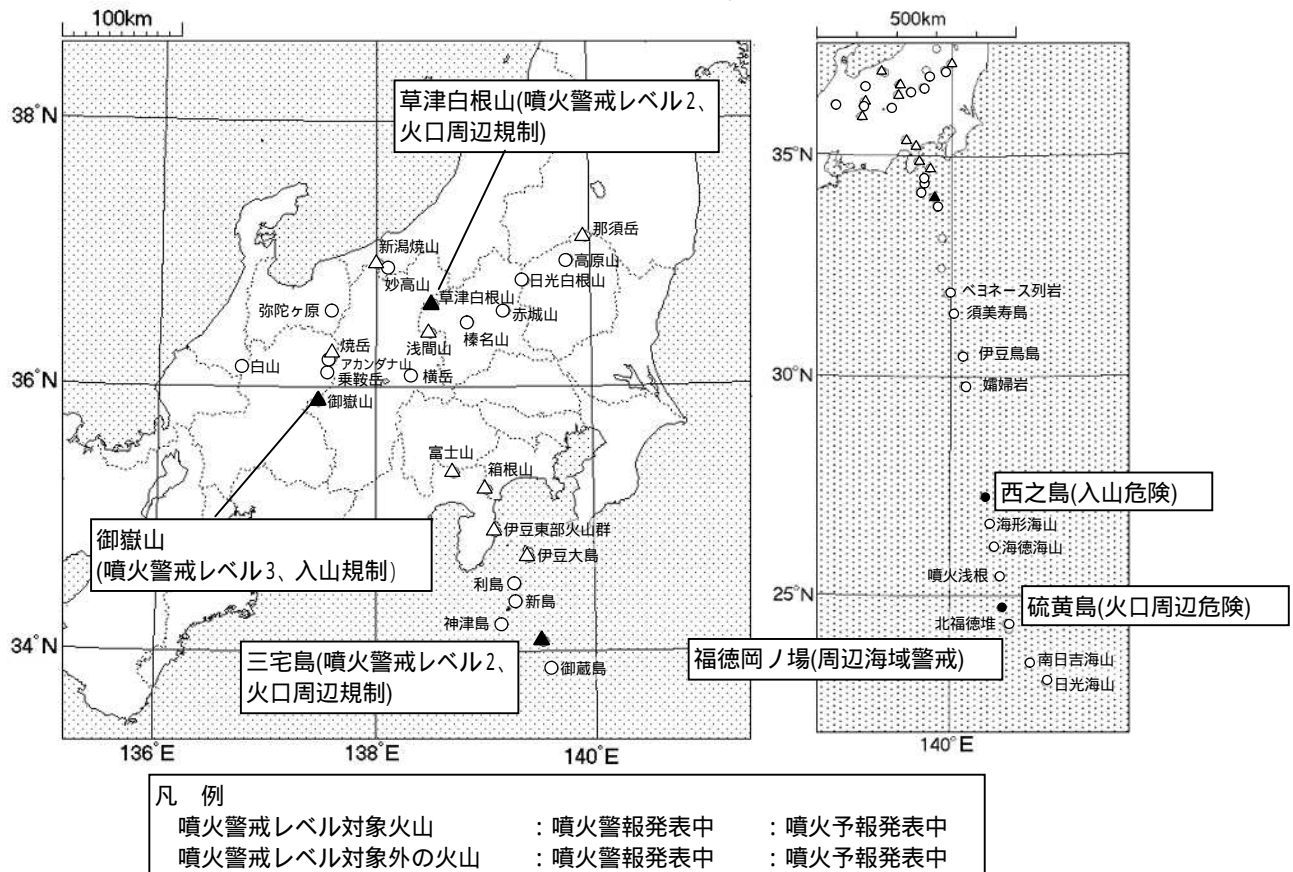 100km
500km
38°N
36°N
34°N
136°E
138°E
140°E
草津白根山(噴火警戒レベル2、
火口周辺規制)
那須岳
新潟焼山
高原山
妙高山
日光白根山
草津白根山
弥陀ヶ原
赤城山
榛名山
浅間山
焼岳
アカンダナ山
白山
乗鞍岳
横岳
御嶽山
富士山
箱根山
御嶽山
(噴火警戒レベル3、入山規制)
伊豆東部火山群
伊豆大島
利島
新島
神津島
三宅島(噴火警戒レベル2、
火口周辺規制)
御蔵島
35°N
30°N
25°N
140°E
ベヨネース列岩
須美寿島
伊豆鳥島
孀婦岩
西之島(入山危険)
海形海山
海徳海山
噴火浅根
硫黄島(火口周辺危険)
北福徳堆
福徳岡ノ場(周辺海域警戒)
南日吉海山
日光海山
凡 例
噴火警戒レベル対象火山 :噴火警報発表中 :噴火予報発表中
噴火警戒レベル対象外の火山 :噴火警報発表中 :噴火予報発表中